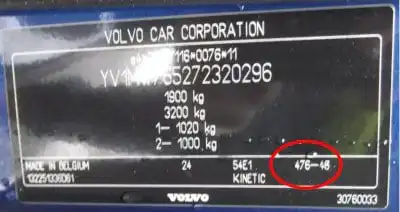 VOLVO CAR CORPORATION
116*0076*11
1900 kg
3200 kg
1- 1020 kg
2- 1000 kg
MADE IN BELGIUM 24 54E1 476-46
132251336061 KINETIC
VOLVO 30760033